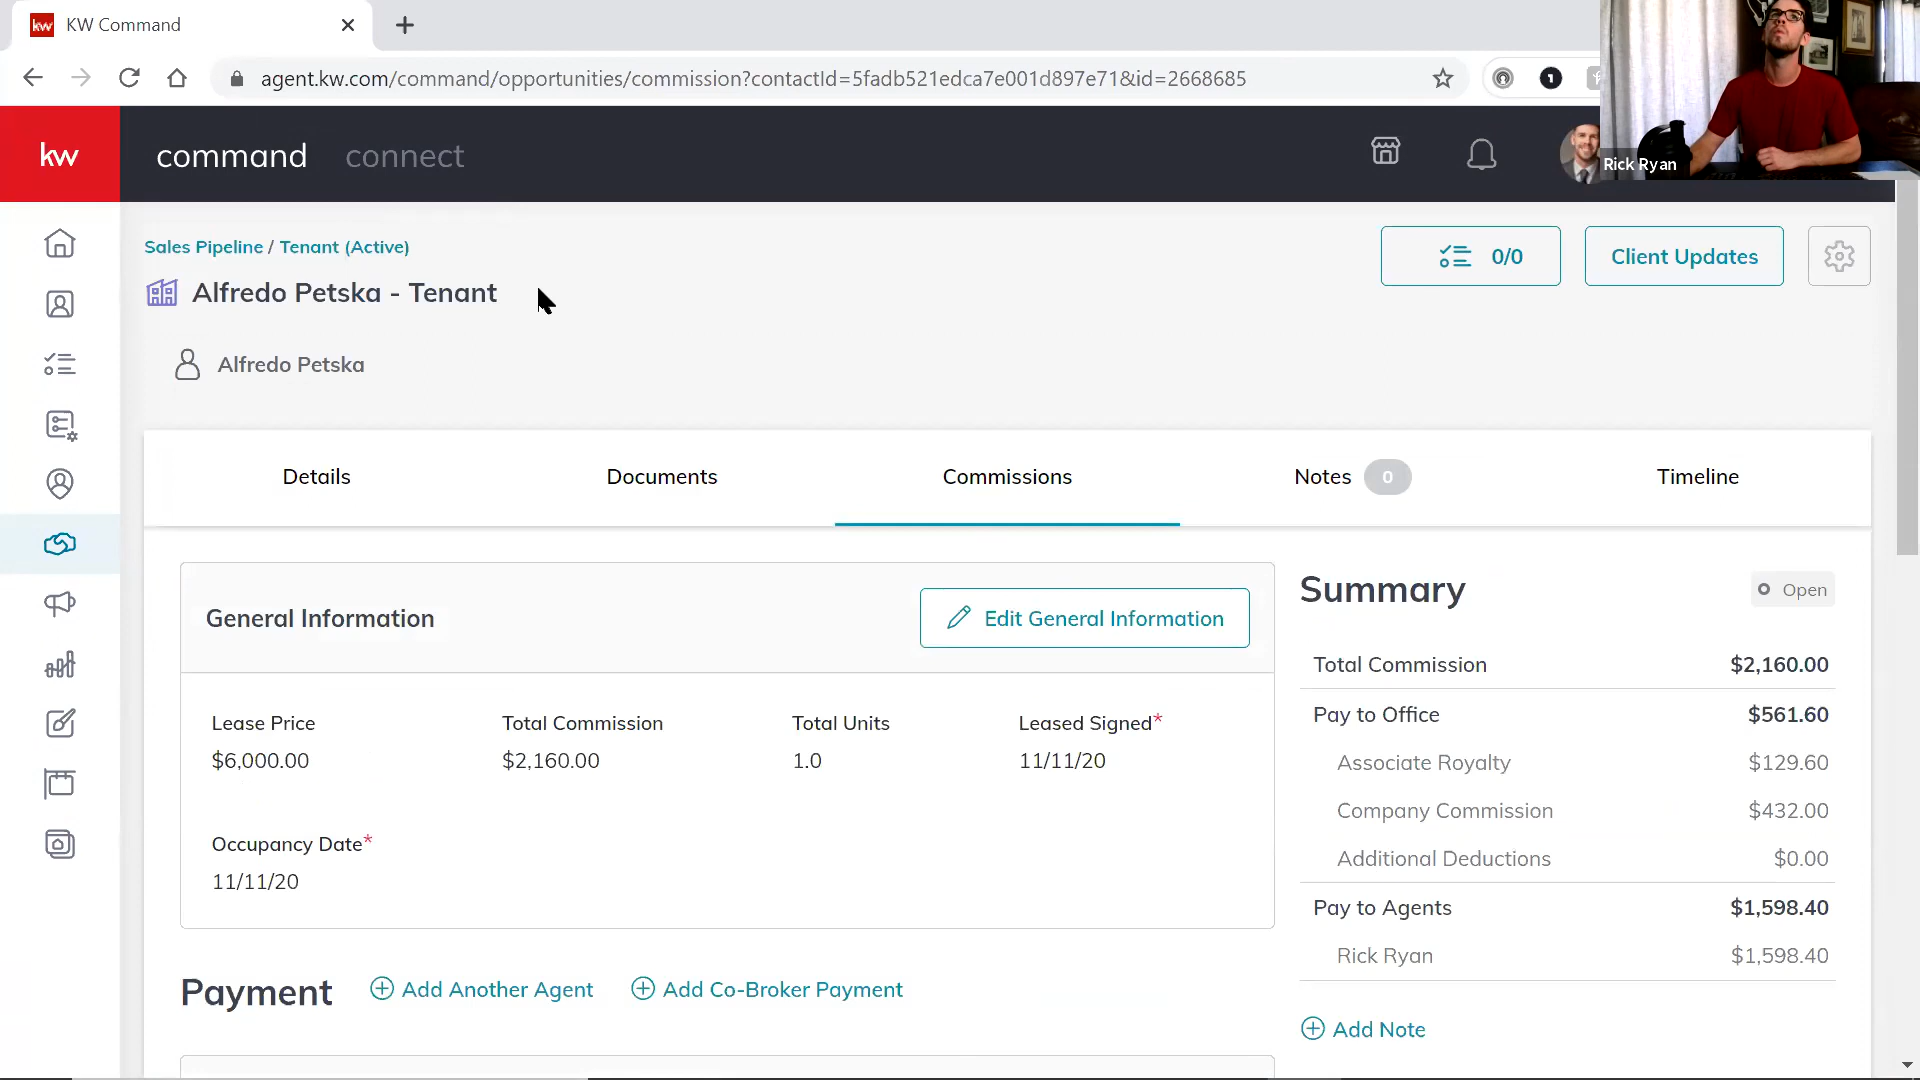 kw KW Command
agent.kw.com/command/opportunities/commission?contactId=5fadb521edca7e001d897e71&id=2668685
kw command connect
Rick Ryan
Sales Pipeline / Tenant (Active)
0/0
Client Updates
Alfredo Petska - Tenant
Alfredo Petska
Details
Documents
Commissions
Notes 0
Timeline
General Information
Edit General Information
Lease Price
Total Commission
Total Units
Leased Signed*
$6,000.00
$2,160.00
1.0
11/11/20
Occupancy Date*
11/11/20
Payment
Add Another Agent
Add Co-Broker Payment
Summary
Open
Total Commission $2,160.00
Pay to Office $561.60
Associate Royalty $129.60
Company Commission $432.00
Additional Deductions $0.00
Pay to Agents $1,598.40
Rick Ryan $1,598.40
Add Note